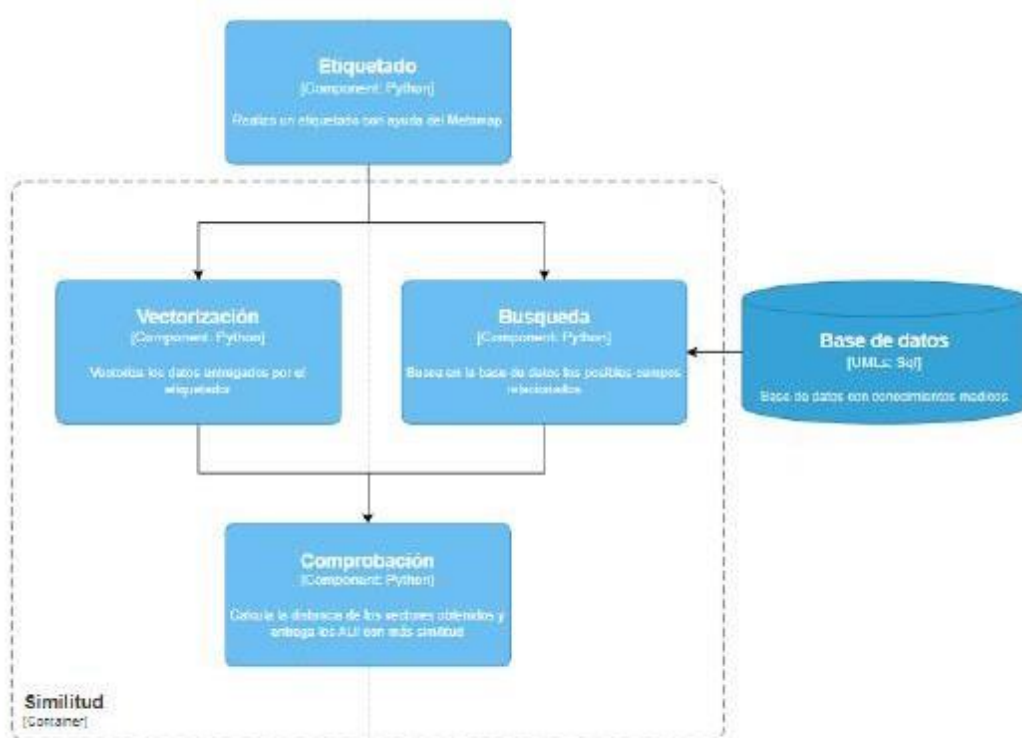 Etiquetado
[Component: Python]
Realiza un etiquetado con ayuda del Metamap
Vectorización
[Component: Python]
Vectoriza los datos entregados por el
etiquetados
Busqueda
[Component: Python]
Busca en la base de datos los posibles campos
relacionados
Base de datos
[UMLs: Sql]
Base de datos con conocimientos medicos
Comprobación
[Component: Python]
Calcula la distancia de los vectores obtenidos y
entrega los AUI con más similitud
Similitud
[Container]